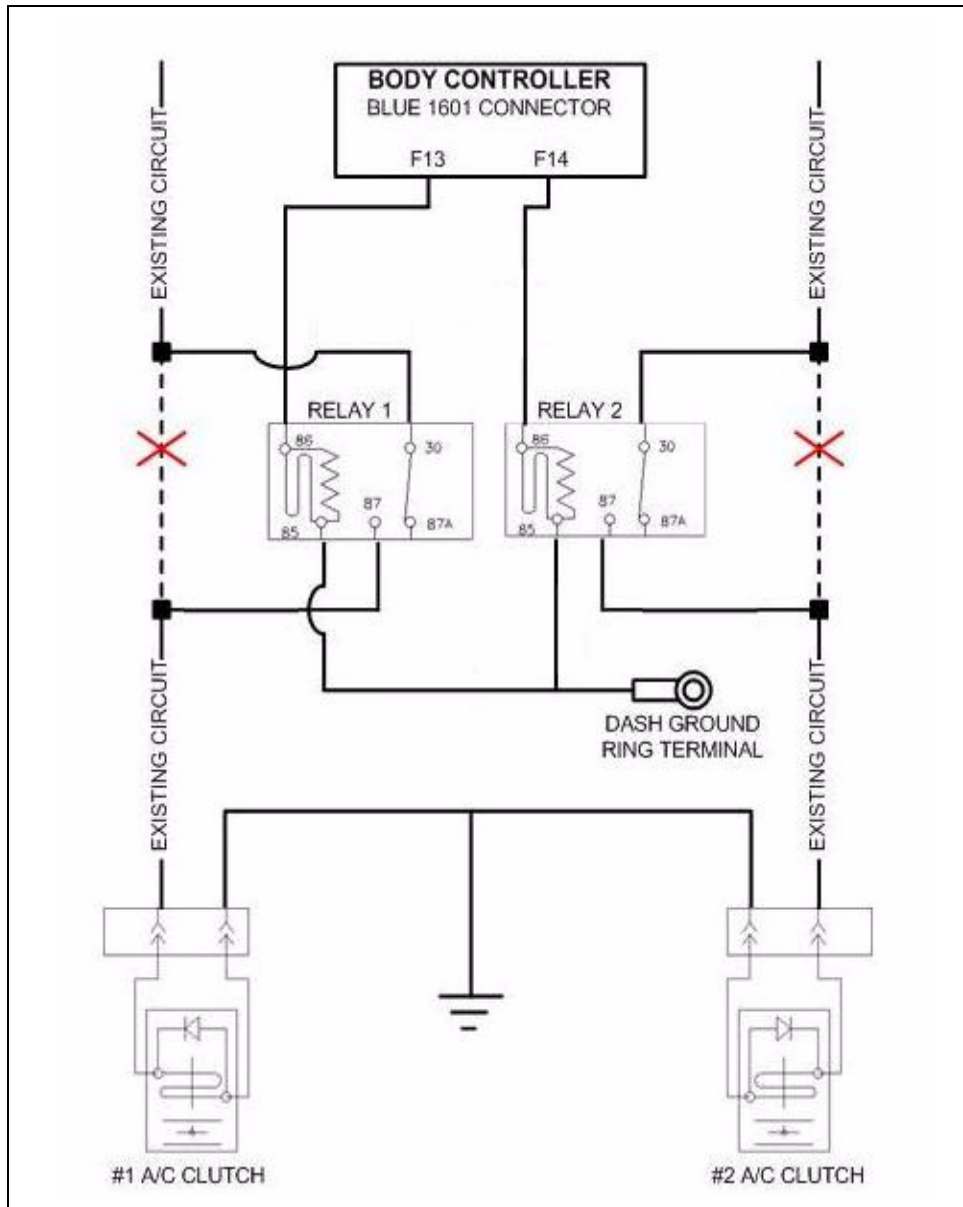 BODY CONTROLLER
BLUE 1601 CONNECTOR
F13
F14
EXISTING CIRCUIT
EXISTING CIRCUIT
RELAY 1
RELAY 2
86
30
87
85
87A
86
30
87
85
87A
DASH GROUND
RING TERMINAL
EXISTING CIRCUIT
EXISTING CIRCUIT
#1 A/C CLUTCH
#2 A/C CLUTCH